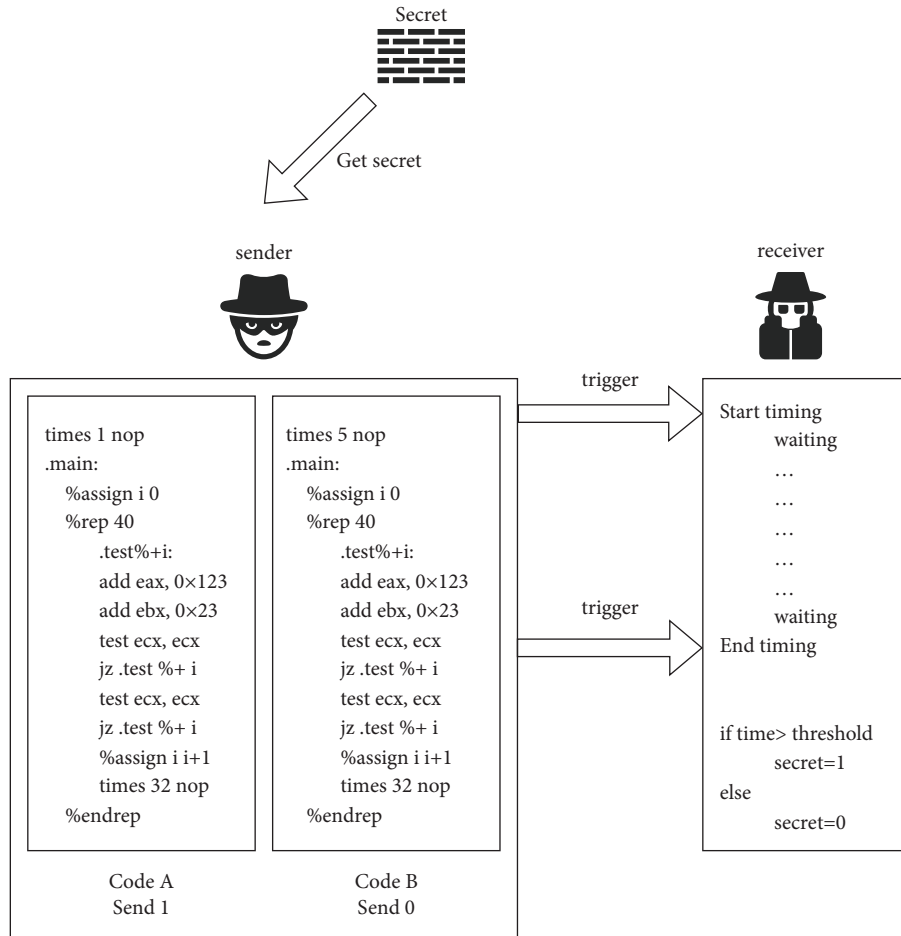 Secret
Get secret
sender
receiver
times 1 nop
.main:
%assign i 0
%rep 40
.test%+i:
add eax, 0×123
add ebx, 0×23
test ecx, ecx
jz .test %+ i
test ecx, ecx
jz .test %+ i
%assign i i+1
times 32 nop
%endrep
Code A
Send 1
times 5 nop
.main:
%assign i 0
%rep 40
.test%+i:
add eax, 0×123
add ebx, 0×23
test ecx, ecx
jz .test %+ i
test ecx, ecx
jz .test %+ i
%assign i i+1
times 32 nop
%endrep
Code B
Send 0
trigger
trigger
Start timing
waiting
…
…
…
…
…
waiting
End timing
if time> threshold
secret=1
else
secret=0